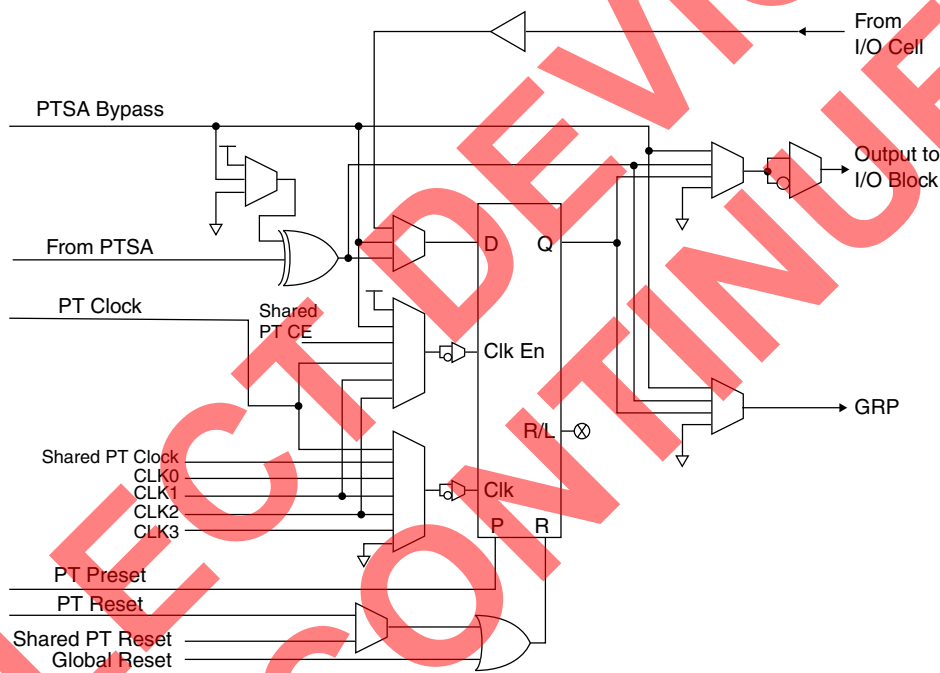 From
I/O Cell
PTSA Bypass
Output to
I/O Block
From PTSA
D
Q
PT Clock
Shared
PT CE
Clk En
GRP
R/L
Shared PT Clock
CLK0
CLK1
CLK2
CLK3
Clk
P
R
PT Preset
PT Reset
Shared PT Reset
Global Reset